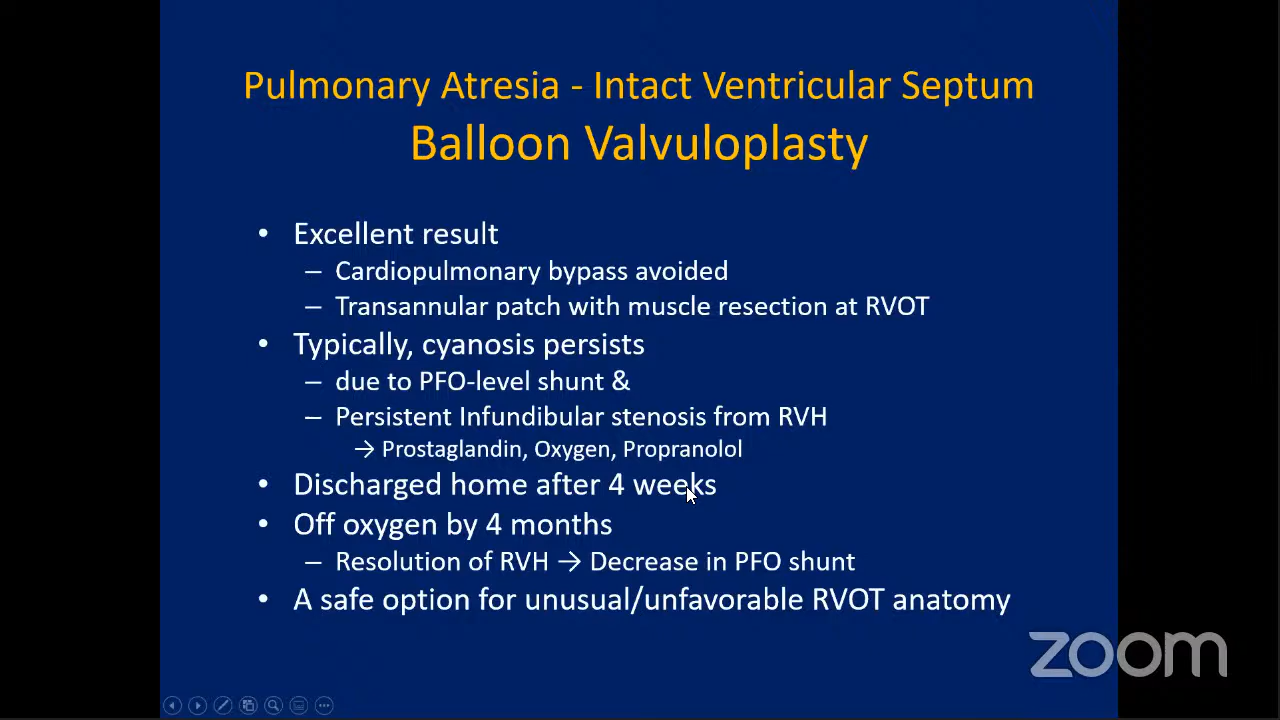 Pulmonary Atresia - Intact Ventricular Septum
Balloon Valvuloplasty
• Excellent result
– Cardiopulmonary bypass avoided
– Transannular patch with muscle resection at RVOT
• Typically, cyanosis persists
– due to PFO-level shunt &
– Persistent Infundibular stenosis from RVH
→ Prostaglandin, Oxygen, Propranolol
• Discharged home after 4 weeks
• Off oxygen by 4 months
– Resolution of RVH → Decrease in PFO shunt
• A safe option for unusual/unfavorable RVOT anatomy
zoom